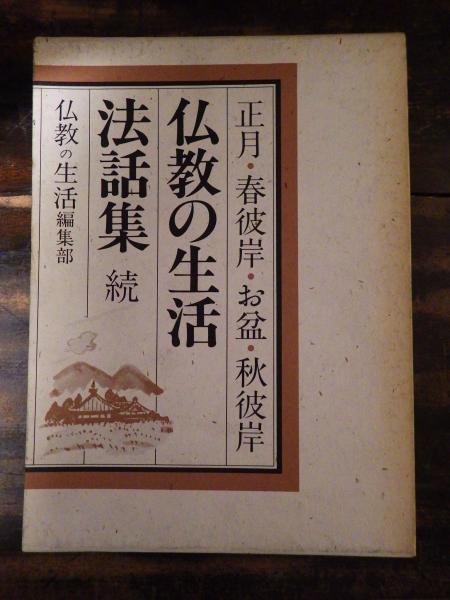 正月・春彼岸・お盆・秋彼岸
仏教の生活
法話集 続
仏教の生活編集部